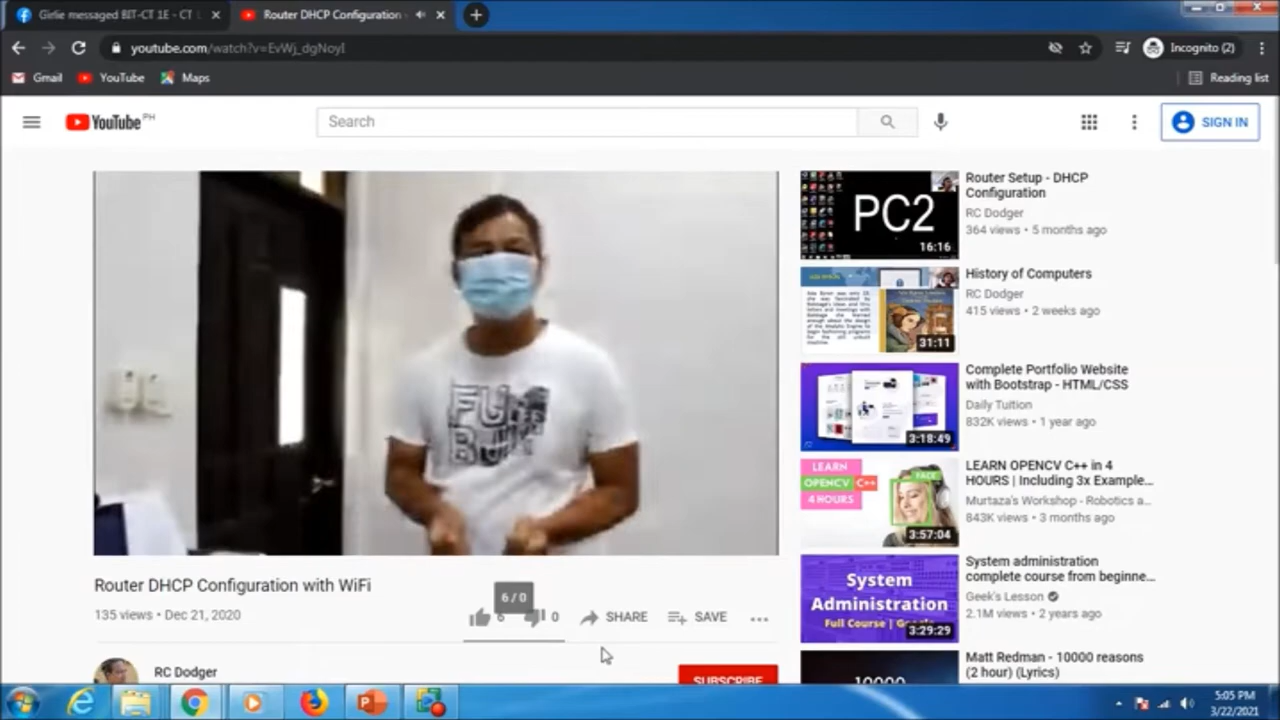 Girlie messaged BIT-CT 1E - CT
Router DHCP Configuration
youtube.com/watch?v=EvWj_dgNoyI
Incognito (2)
Gmail
YouTube
Maps
Reading list
YouTube PH
Search
SIGN IN
PC2
16:16
Router Setup - DHCP
Configuration
RC Dodger
364 views • 5 months ago
31:11
History of Computers
RC Dodger
415 views • 2 weeks ago
3:18:49
Complete Portfolio Website
with Bootstrap - HTML/CSS
Daily Tuition
832K views • 1 year ago
LEARN
OPENCV C++
4 HOURS
FACE
3:57:04
LEARN OPENCV C++ in 4
HOURS | Including 3x Example...
Murtaza's Workshop - Robotics a...
843K views • 3 months ago
System
Administration
Full Course
3:29:29
System administration
complete course from beginne...
Geek's Lesson
2.1M views • 2 years ago
10000
Matt Redman - 10000 reasons
(2 hour) (Lyrics)
Router DHCP Configuration with WiFi
135 views • Dec 21, 2020
6 / 0
6
0
SHARE
SAVE
RC Dodger
SUBSCRIBE
5:05 PM
3/22/2021